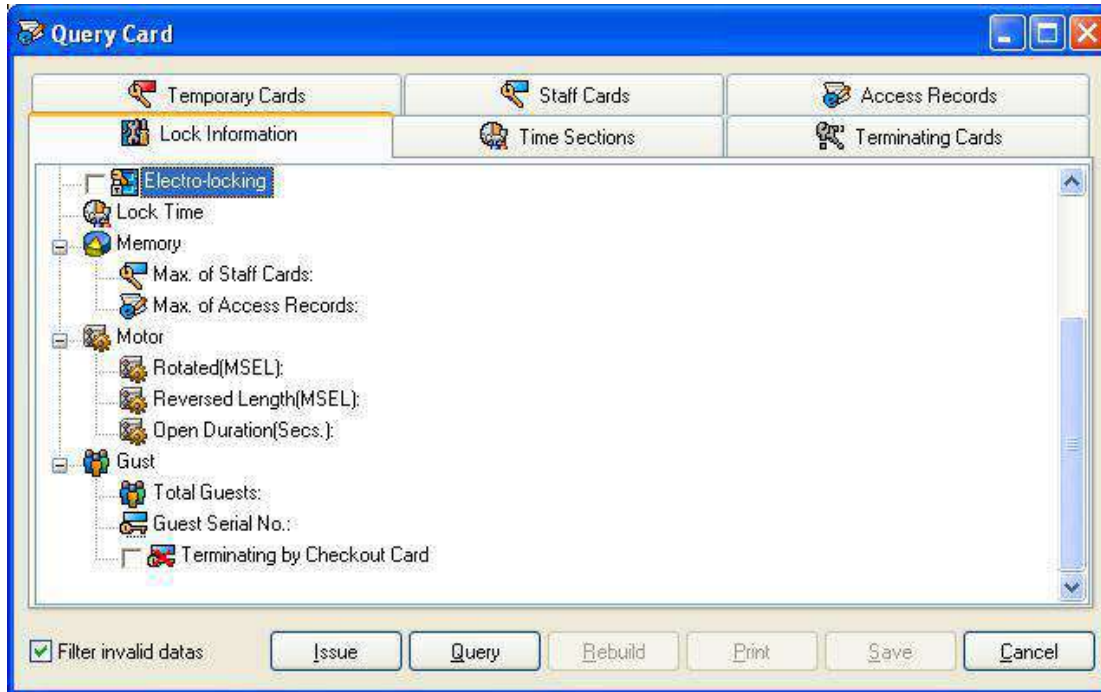 Query Card
Temporary Cards
Staff Cards
Access Records
Lock Information
Time Sections
Terminating Cards
Electro-locking
Lock Time
Memory
Max. of Staff Cards:
Max. of Access Records:
Motor
Rotated(MSEL):
Reversed Length(MSEL):
Open Duration(Secs.):
Gust
Total Guests:
Guest Serial No.:
Terminating by Checkout Card
Filter invalid datas
Issue
Query
Rebuild
Print
Save
Cancel